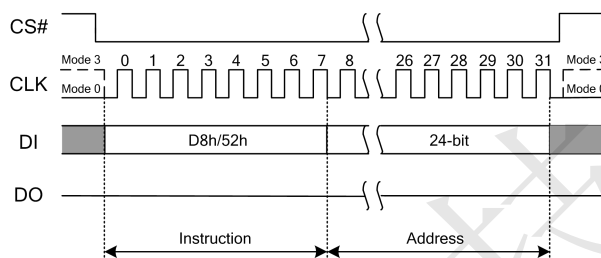 CS#
Mode 3 0 1 2 3 4 5 6 7 8 26 27 28 29 30 31 Mode 3
CLK
Mode 0 Mode 0
DI D8h/52h 24-bit
DO
Instruction Address